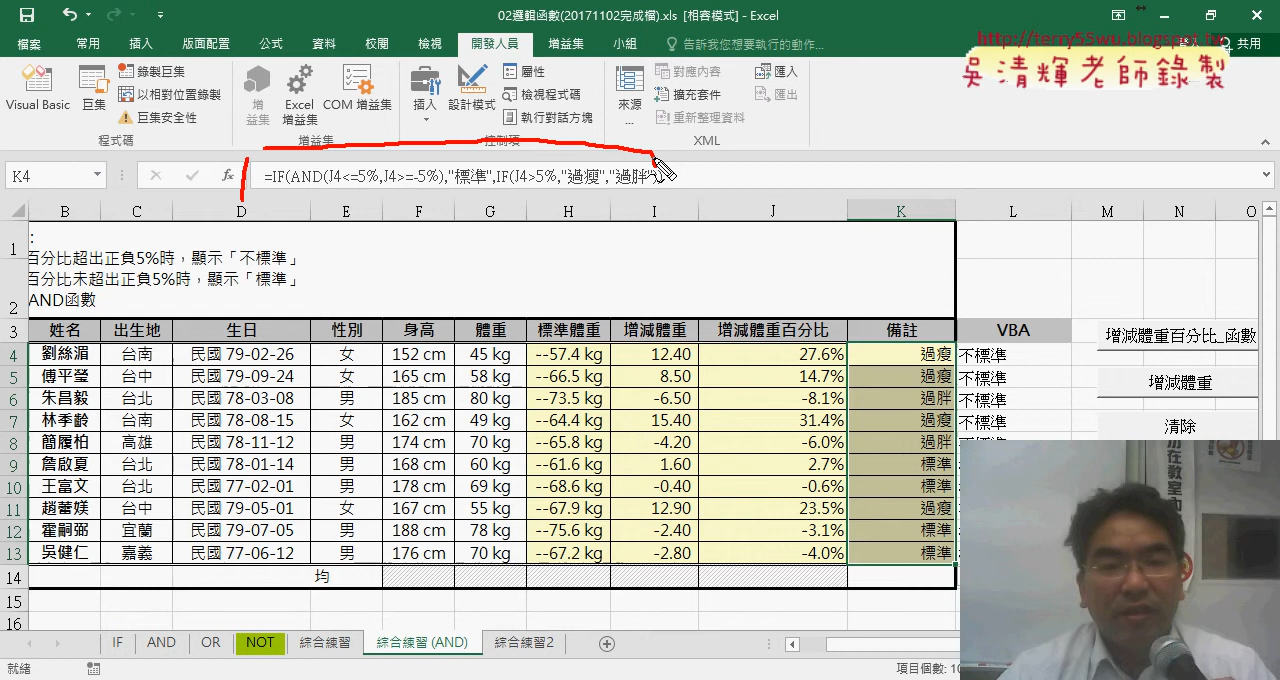 02邏輯函數(20171102完成檔).xls [相容模式] - Excel
檔案 常用 插入 版面配置 公式 資料 校閱 檢視 開發人員 增益集 小組 告訴我您想要執行的動作... 共用
http://terry55wu.blogspot.tw
吳清輝老師錄製
Visual Basic 巨集 錄製巨集 以相對位置錄製 巨集安全性 程式碼
增益集 Excel 增益集 COM 增益集 增益集
插入 設計模式 屬性 檢視程式碼 執行對話方塊 控制項
來源... 對應內容 擴充套件 重新整理資料 匯入 匯出 XML
K4 fx =IF(AND(J4<=5%,J4>=-5%),"標準",IF(J4>5%,"過瘦","過胖"))
B C D E F G H I J K L M N O
1 :
百分比超出正負5%時，顯示「不標準」
百分比未超出正負5%時，顯示「標準」
2 AND函數
3 姓名 出生地 生日 性別 身高 體重 標準體重 增減體重 增減體重百分比 備註 VBA 增減體重百分比_函數
4 劉絲湄 台南 民國 79-02-26 女 152 cm 45 kg --57.4 kg 12.40 27.6% 過瘦 不標準
5 傅平瑩 台中 民國 79-09-24 女 165 cm 58 kg --66.5 kg 8.50 14.7% 過瘦 不標準 增減體重
6 朱昌毅 台北 民國 78-03-08 男 185 cm 80 kg --73.5 kg -6.50 -8.1% 過胖 不標準
7 林季齡 台南 民國 78-08-15 女 162 cm 49 kg --64.4 kg 15.40 31.4% 過瘦 不標準 清除
8 簡履柏 高雄 民國 78-11-12 男 174 cm 70 kg --65.8 kg -4.20 -6.0% 過胖
9 詹啟夏 台北 民國 78-01-14 男 168 cm 60 kg --61.6 kg 1.60 2.7% 標準
10 王富文 台北 民國 77-02-01 男 178 cm 69 kg --68.6 kg -0.40 -0.6% 標準
11 趙蕾媄 台中 民國 79-05-01 女 167 cm 55 kg --67.9 kg 12.90 23.5% 過瘦
12 霍嗣弼 宜蘭 民國 79-07-05 男 188 cm 78 kg --75.6 kg -2.40 -3.1% 標準
13 吳健仁 嘉義 民國 77-06-12 男 176 cm 70 kg --67.2 kg -2.80 -4.0% 標準
14 均
15
16
IF AND OR NOT 綜合練習 綜合練習 (AND) 綜合練習2
就緒 項目個數: 10